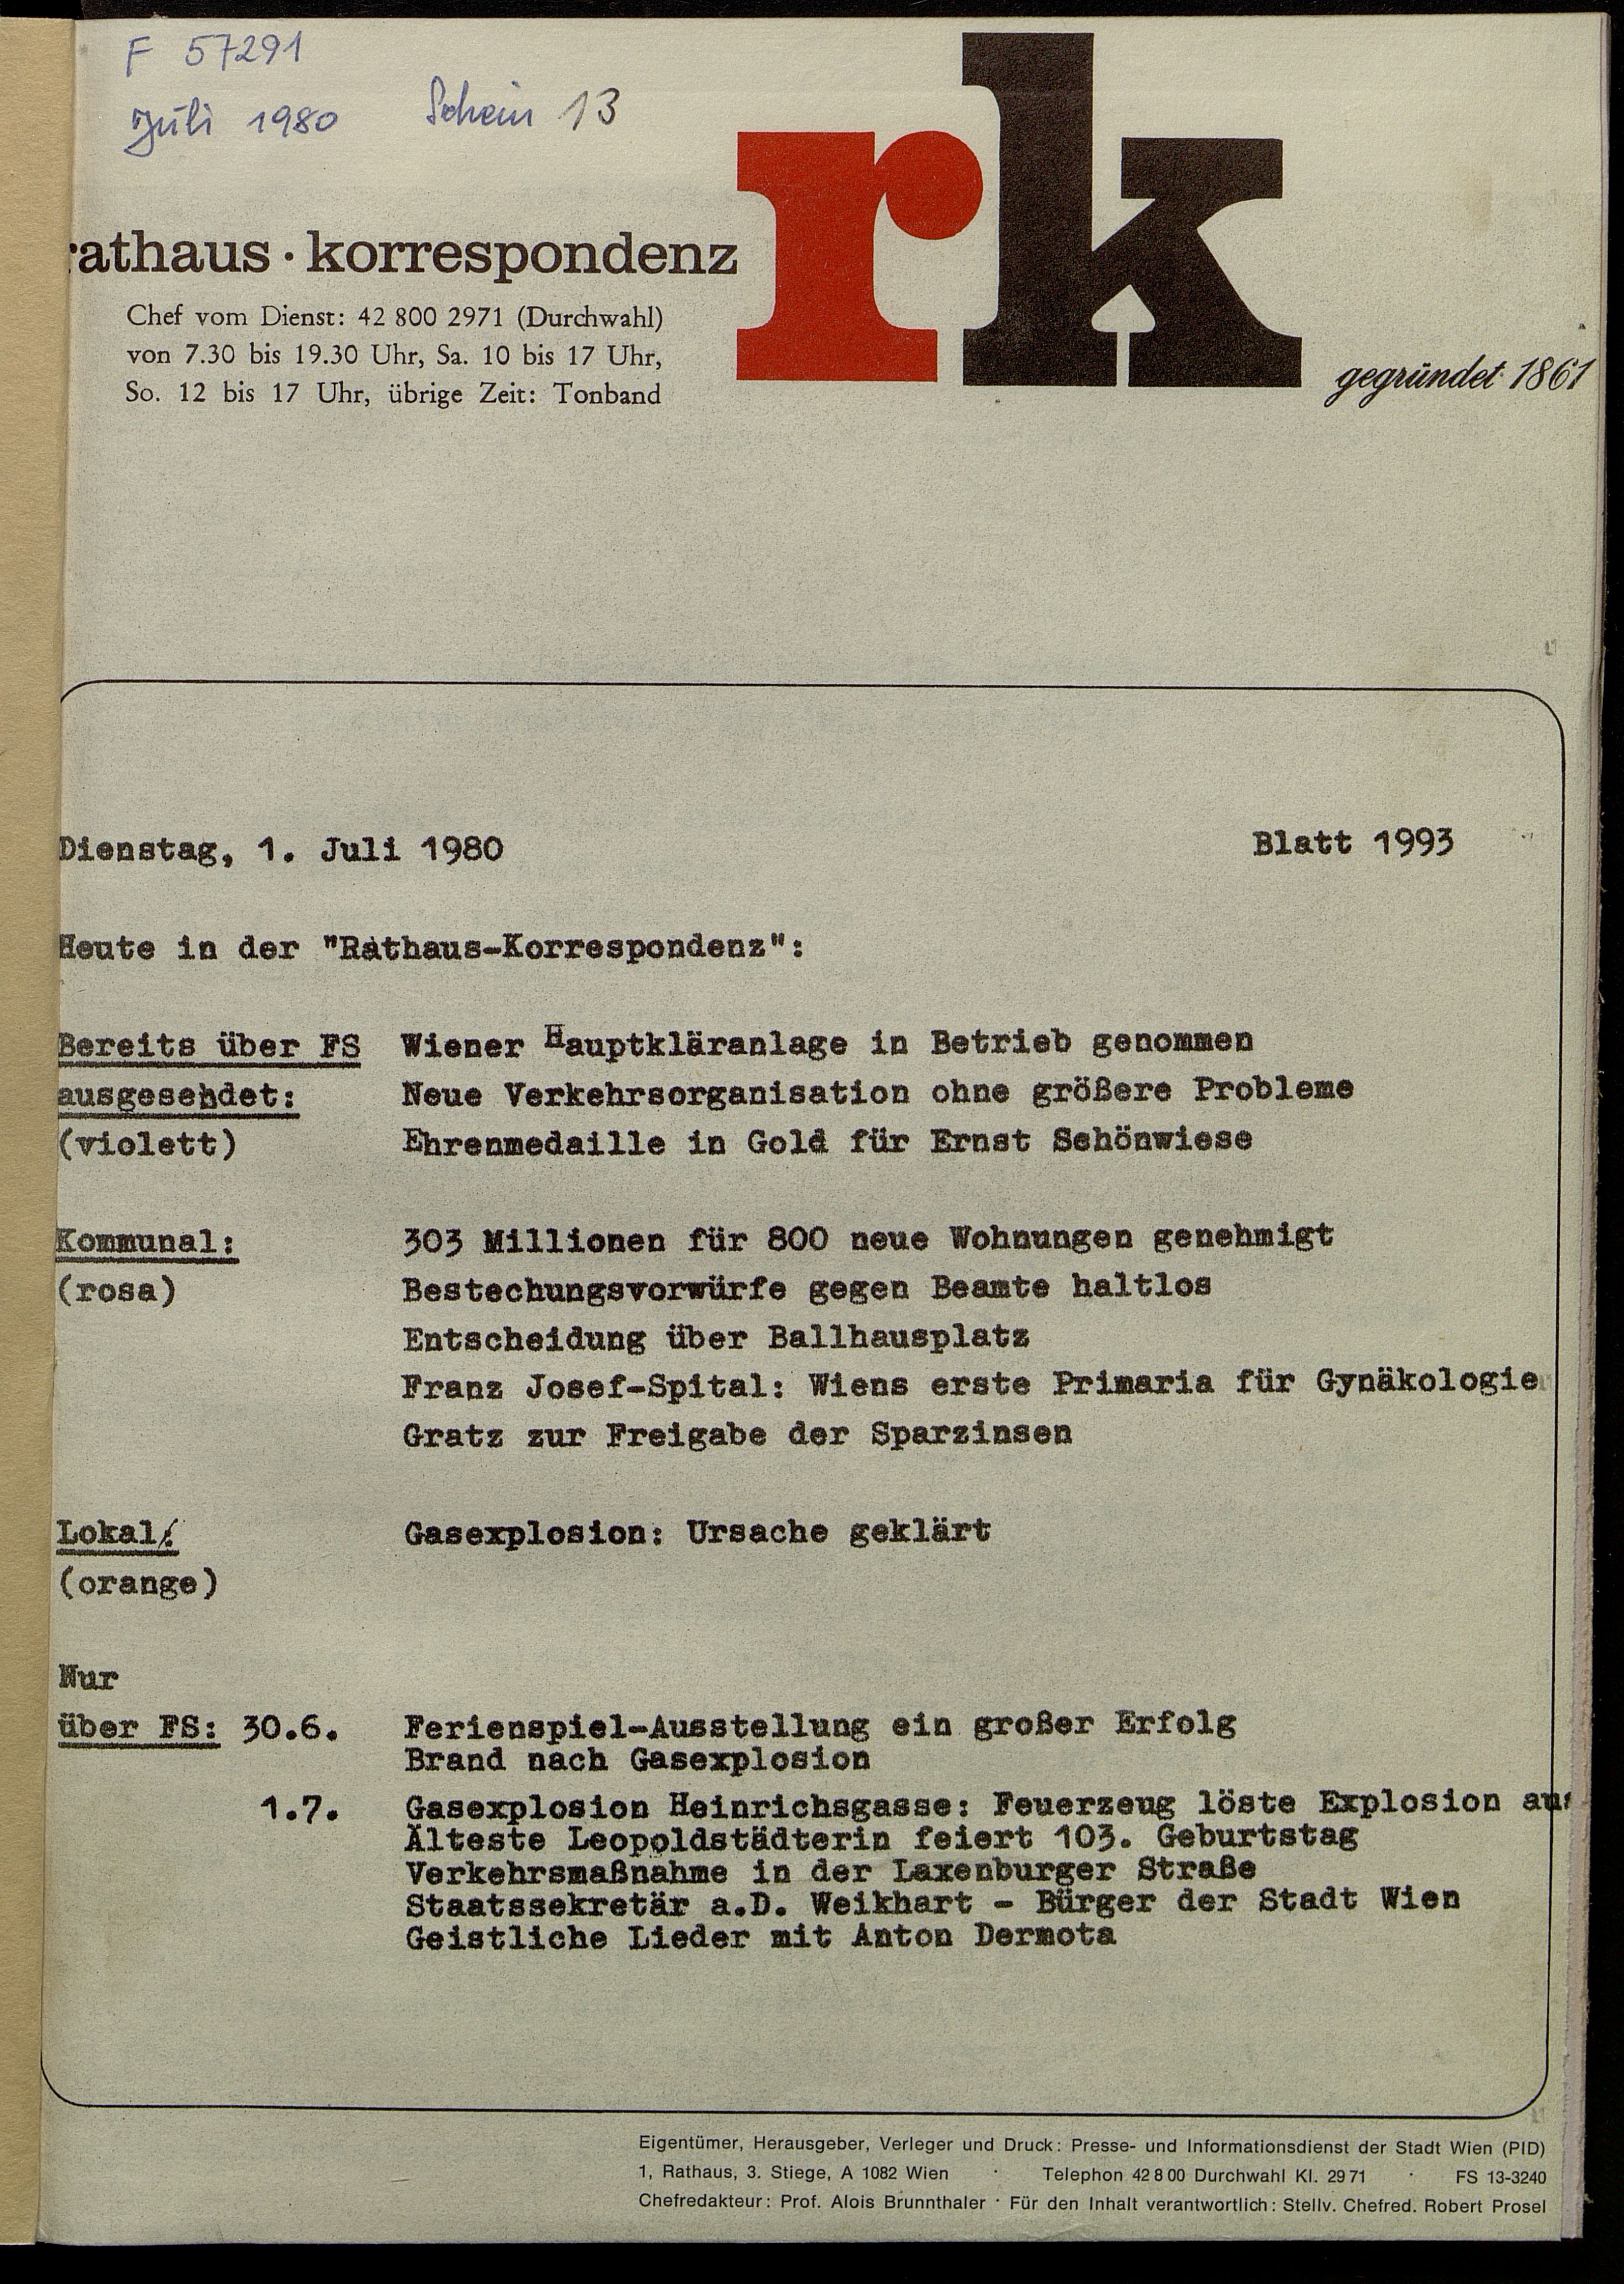 F 57291
Juli 1980 Schein 13
rk
rathaus · korrespondenz
Chef vom Dienst: 42 800 2971 (Durchwahl)
von 7.30 bis 19.30 Uhr, Sa. 10 bis 17 Uhr,
So. 12 bis 17 Uhr, übrige Zeit: Tonband
gegründet 1861
Dienstag, 1. Juli 1980 Blatt 1993
Heute in der "Rathaus-Korrespondenz":
Bereits über FS Wiener Hauptkläranlage in Betrieb genommen
ausgesendet: Neue Verkehrsorganisation ohne größere Probleme
(violett) Ehrenmedaille in Gold für Ernst Schönwiese
Kommunal: 303 Millionen für 800 neue Wohnungen genehmigt
(rosa) Bestechungsvorwürfe gegen Beamte haltlos
Entscheidung über Ballhausplatz
Franz Josef-Spital: Wiens erste Primaria für Gynäkologie
Gratz zur Freigabe der Sparzinsen
Lokal: Gasexplosion: Ursache geklärt
(orange)
Nur
über FS: 30.6. Ferienspiel-Ausstellung ein großer Erfolg
Brand nach Gasexplosion
1.7. Gasexplosion Heinrichsgasse: Feuerzeug löste Explosion aus
Älteste Leopoldstädterin feiert 103. Geburtstag
Verkehrsmaßnahme in der Laxenburger Straße
Staatssekretär a.D. Weikhart - Bürger der Stadt Wien
Geistliche Lieder mit Anton Dermota
Eigentümer, Herausgeber, Verleger und Druck: Presse- und Informationsdienst der Stadt Wien (PID)
1, Rathaus, 3. Stiege, A 1082 Wien · Telephon 42 8 00 Durchwahl Kl. 29 71 · FS 13-3240
Chefredakteur: Prof. Alois Brunnthaler · Für den Inhalt verantwortlich: Stellv. Chefred. Robert Prosel